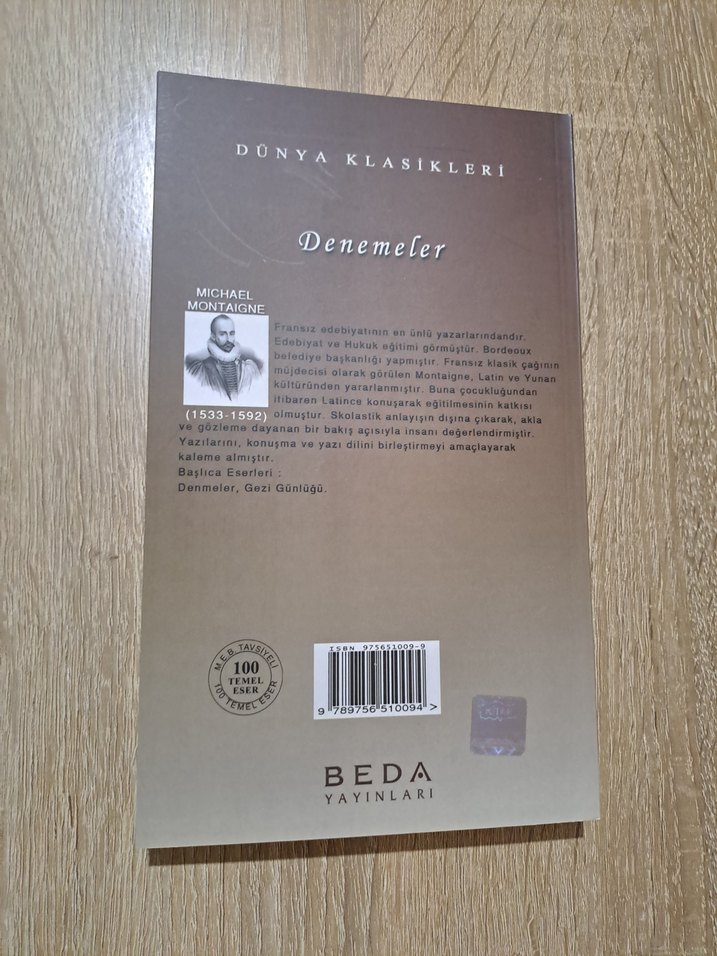 DÜNYA KLASİKLERİ
Denemeler
MICHAEL
MONTAIGNE
(1533-1592)
Fransız edebiyatının en ünlü yazarlarındandır.
Edebiyat ve Hukuk eğitimi görmüştür. Bordeoux
belediye başkanlığı yapmıştır. Fransız klasik çağının
müjdecisi olarak görülen Montaigne, Latin ve Yunan
kültüründen yararlanmıştır. Buna çocukluğundan
itibaren Latince konuşarak eğitilmesinin katkısı
olmuştur. Skolastik anlayışın dışına çıkarak, akla
ve gözleme dayanan bir bakış açısıyla insanı değerlendirmiştir.
Yazılarını, konuşma ve yazı dilini birleştirmeyi amaçlayarak
kaleme almıştır.
Başlıca Eserleri :
Denmeler, Gezi Günlüğü.
M.E.B. TAVSİYELİ
100
TEMEL
ESER
100 TEMEL ESER
ISBN 975651009-9
9 789756 510094 >
BEDA
YAYINLARI